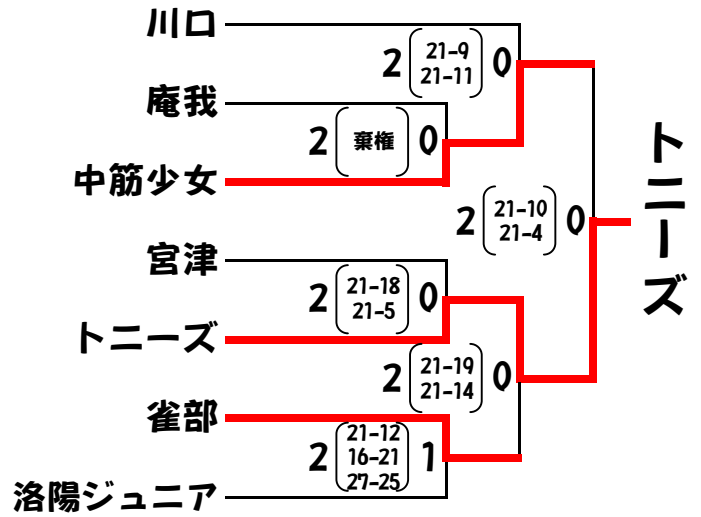 川口
2 21-9 0
21-11
庵我
2 棄権 0
中筋少女
2 21-10 0
21-4
トニーズ
宮津
2 21-18 0
21-5
トニーズ
2 21-19 0
21-14
雀部
2 21-12 1
16-21
27-25
洛陽ジュニア